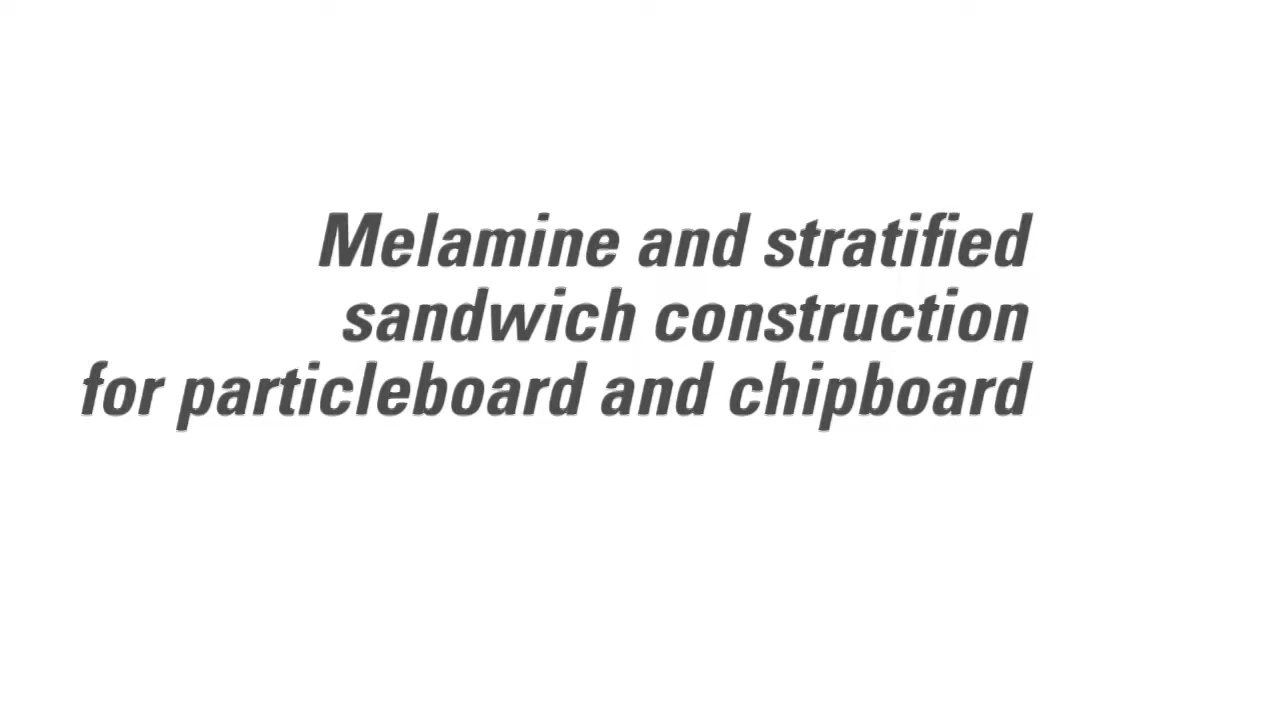 Melamine and stratified
sandwich construction
for particleboard and chipboard